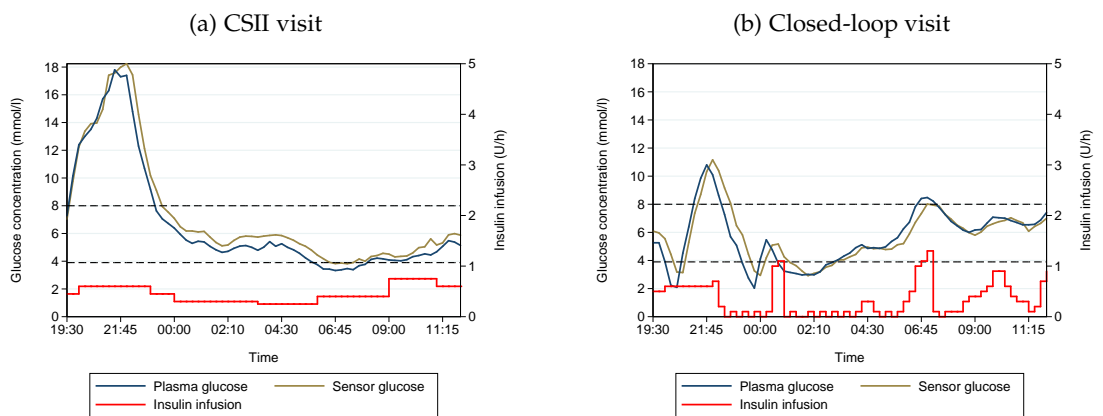 (a) CSII visit
18
16
14
12
10
8
6
4
2
0
Glucose concentration (mmol/l)
5
4
3
2
1
0
Insulin infusion (U/h)
19:30 21:45 00:00 02:10 04:30 06:45 09:00 11:15
Time
Plasma glucose Sensor glucose
Insulin infusion
(b) Closed-loop visit
18
16
14
12
10
8
6
4
2
0
Glucose concentration (mmol/l)
5
4
3
2
1
0
Insulin infusion (U/h)
19:30 21:45 00:00 02:10 04:30 06:45 09:00 11:15
Time
Plasma glucose Sensor glucose
Insulin infusion